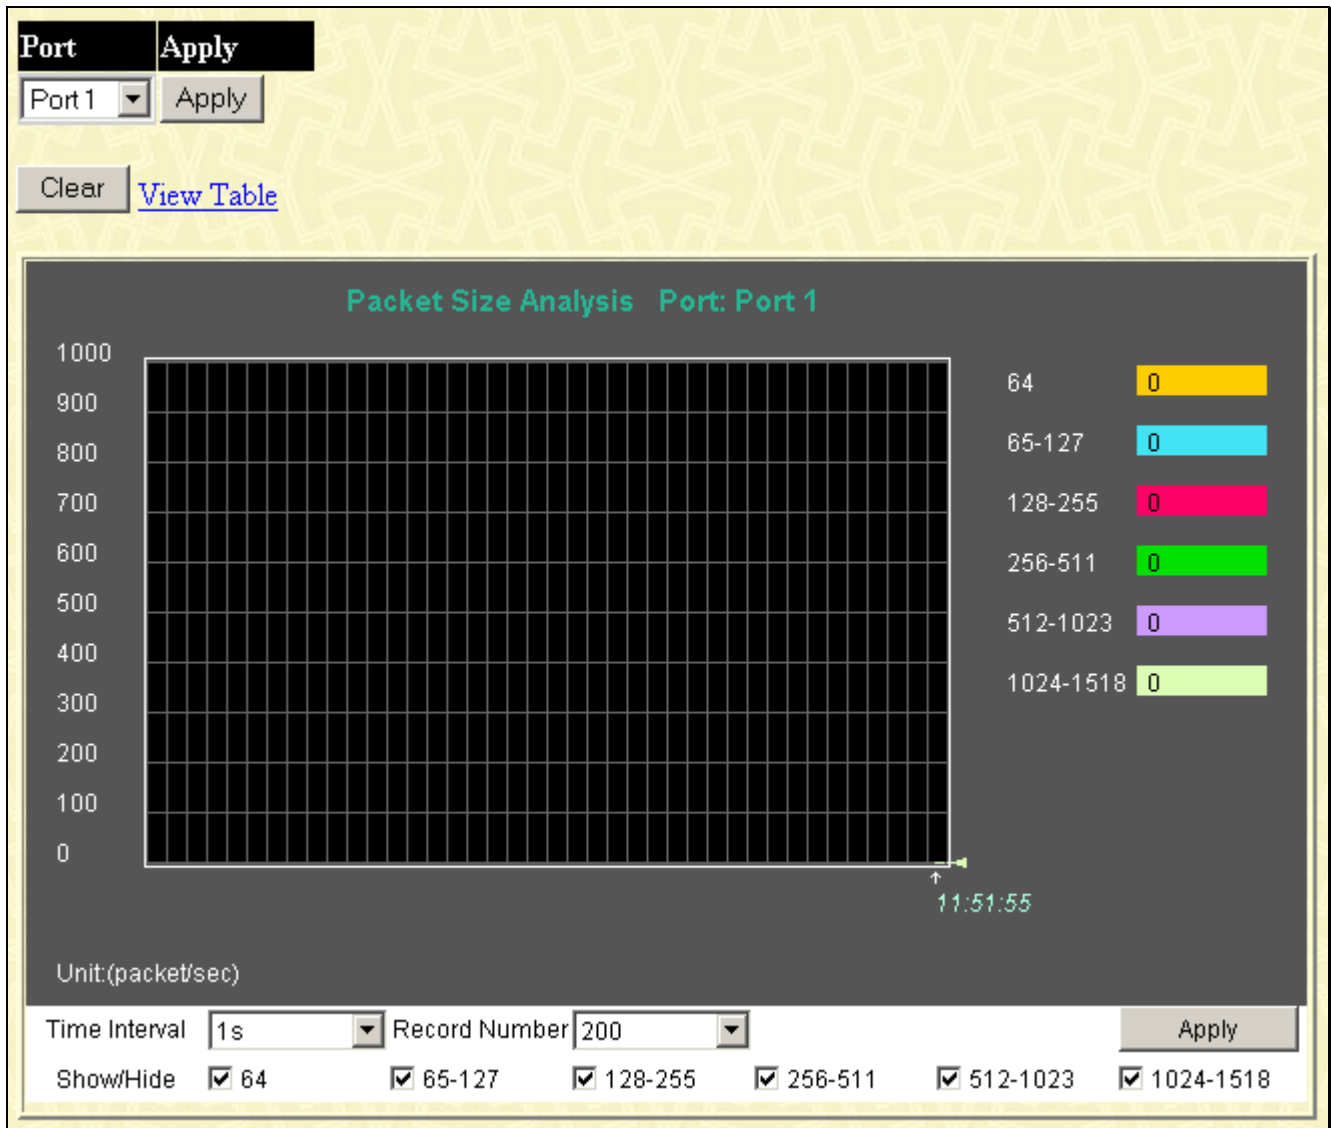 Port Apply
Port 1 Apply
Clear View Table
Packet Size Analysis Port: Port 1
1000
900
800
700
600
500
400
300
200
100
0
64 0
65-127 0
128-255 0
256-511 0
512-1023 0
1024-1518 0
11:51:55
Unit:(packet/sec)
Time Interval 1s Record Number 200 Apply
Show/Hide 64 65-127 128-255 256-511 512-1023 1024-1518